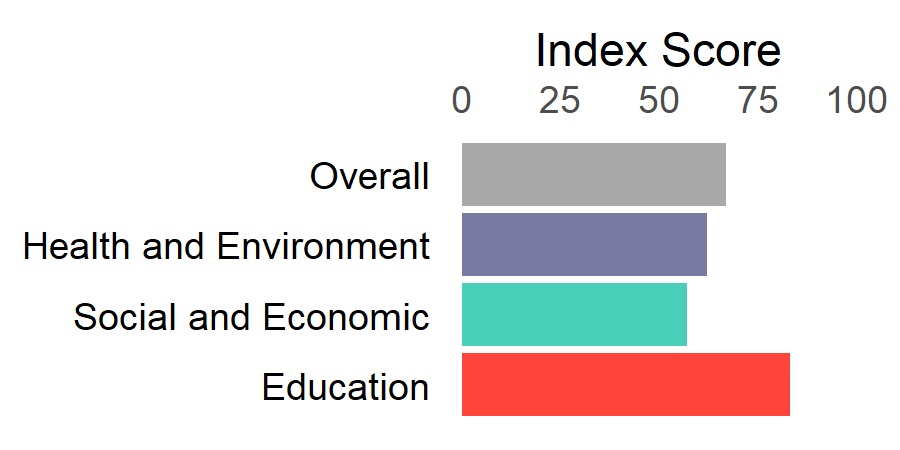 Index Score
0 25 50 75 100
Overall
Health and Environment
Social and Economic
Education